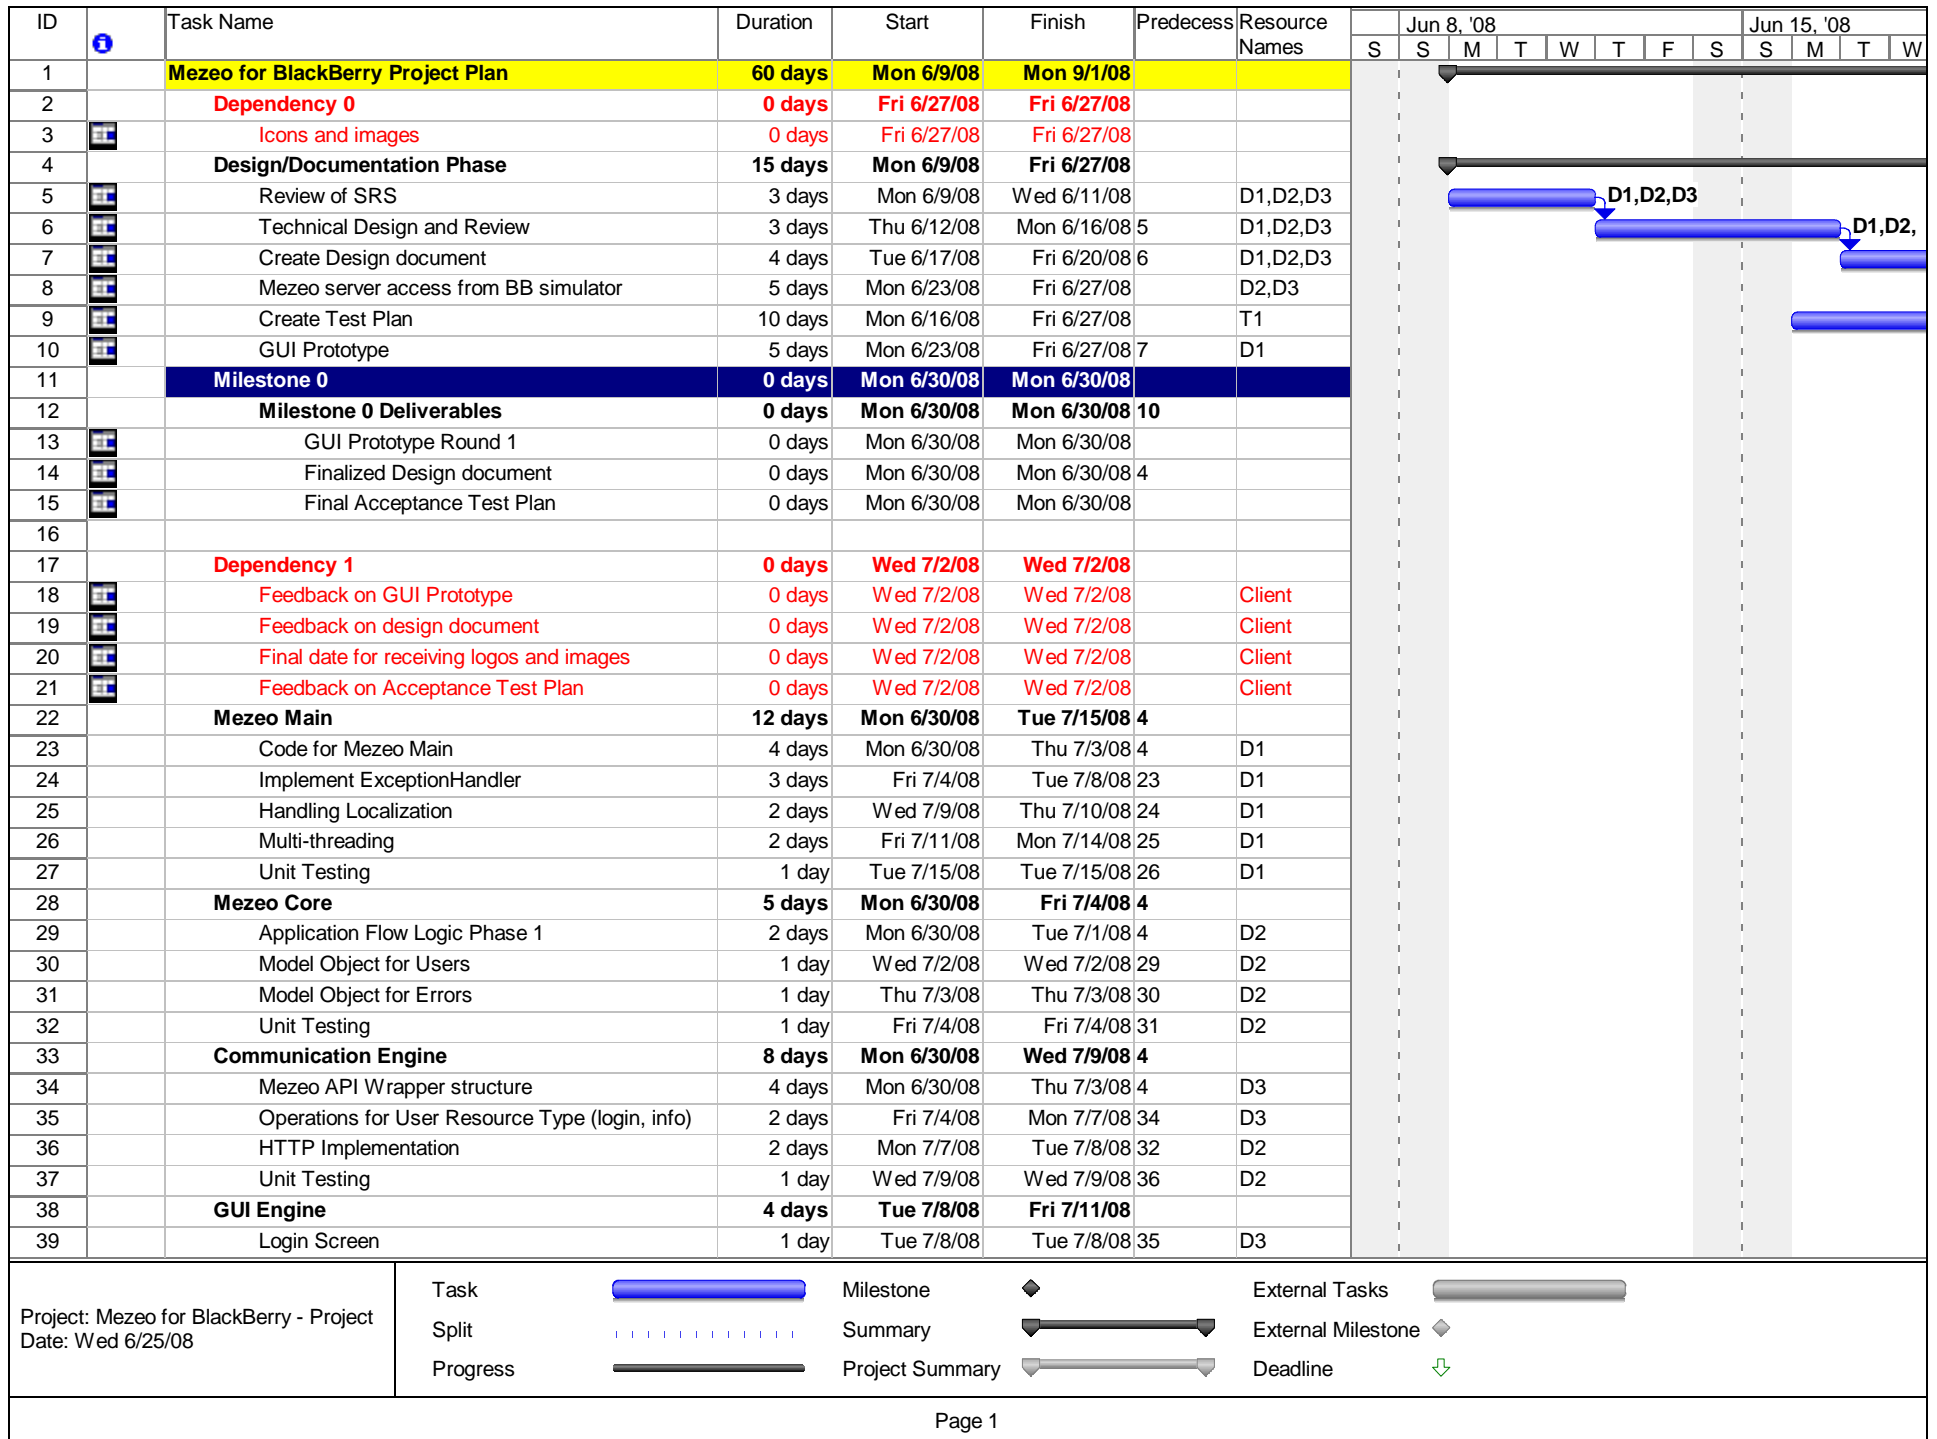 ID Task Name Duration Start Finish Predecess Resource Names
Jun 8, '08 Jun 15, '08
S S M T W T F S S M T W
1 Mezeo for BlackBerry Project Plan 60 days Mon 6/9/08 Mon 9/1/08
2 Dependency 0 0 days Fri 6/27/08 Fri 6/27/08
3 Icons and images 0 days Fri 6/27/08 Fri 6/27/08
4 Design/Documentation Phase 15 days Mon 6/9/08 Fri 6/27/08
5 Review of SRS 3 days Mon 6/9/08 Wed 6/11/08 D1,D2,D3 D1,D2,D3
6 Technical Design and Review 3 days Thu 6/12/08 Mon 6/16/08 5 D1,D2,D3 D1,D2,
7 Create Design document 4 days Tue 6/17/08 Fri 6/20/08 6 D1,D2,D3
8 Mezeo server access from BB simulator 5 days Mon 6/23/08 Fri 6/27/08 D2,D3
9 Create Test Plan 10 days Mon 6/16/08 Fri 6/27/08 T1
10 GUI Prototype 5 days Mon 6/23/08 Fri 6/27/08 7 D1
11 Milestone 0 0 days Mon 6/30/08 Mon 6/30/08
12 Milestone 0 Deliverables 0 days Mon 6/30/08 Mon 6/30/08 10
13 GUI Prototype Round 1 0 days Mon 6/30/08 Mon 6/30/08
14 Finalized Design document 0 days Mon 6/30/08 Mon 6/30/08 4
15 Final Acceptance Test Plan 0 days Mon 6/30/08 Mon 6/30/08
16
17 Dependency 1 0 days Wed 7/2/08 Wed 7/2/08
18 Feedback on GUI Prototype 0 days Wed 7/2/08 Wed 7/2/08 Client
19 Feedback on design document 0 days Wed 7/2/08 Wed 7/2/08 Client
20 Final date for receiving logos and images 0 days Wed 7/2/08 Wed 7/2/08 Client
21 Feedback on Acceptance Test Plan 0 days Wed 7/2/08 Wed 7/2/08 Client
22 Mezeo Main 12 days Mon 6/30/08 Tue 7/15/08 4
23 Code for Mezeo Main 4 days Mon 6/30/08 Thu 7/3/08 4 D1
24 Implement ExceptionHandler 3 days Fri 7/4/08 Tue 7/8/08 23 D1
25 Handling Localization 2 days Wed 7/9/08 Thu 7/10/08 24 D1
26 Multi-threading 2 days Fri 7/11/08 Mon 7/14/08 25 D1
27 Unit Testing 1 day Tue 7/15/08 Tue 7/15/08 26 D1
28 Mezeo Core 5 days Mon 6/30/08 Fri 7/4/08 4
29 Application Flow Logic Phase 1 2 days Mon 6/30/08 Tue 7/1/08 4 D2
30 Model Object for Users 1 day Wed 7/2/08 Wed 7/2/08 29 D2
31 Model Object for Errors 1 day Thu 7/3/08 Thu 7/3/08 30 D2
32 Unit Testing 1 day Fri 7/4/08 Fri 7/4/08 31 D2
33 Communication Engine 8 days Mon 6/30/08 Wed 7/9/08 4
34 Mezeo API Wrapper structure 4 days Mon 6/30/08 Thu 7/3/08 4 D3
35 Operations for User Resource Type (login, info) 2 days Fri 7/4/08 Mon 7/7/08 34 D3
36 HTTP Implementation 2 days Mon 7/7/08 Tue 7/8/08 32 D2
37 Unit Testing 1 day Wed 7/9/08 Wed 7/9/08 36 D2
38 GUI Engine 4 days Tue 7/8/08 Fri 7/11/08
39 Login Screen 1 day Tue 7/8/08 Tue 7/8/08 35 D3
Project: Mezeo for BlackBerry - Project
Date: Wed 6/25/08
Task Milestone External Tasks
Split Summary External Milestone
Progress Project Summary Deadline
Page 1